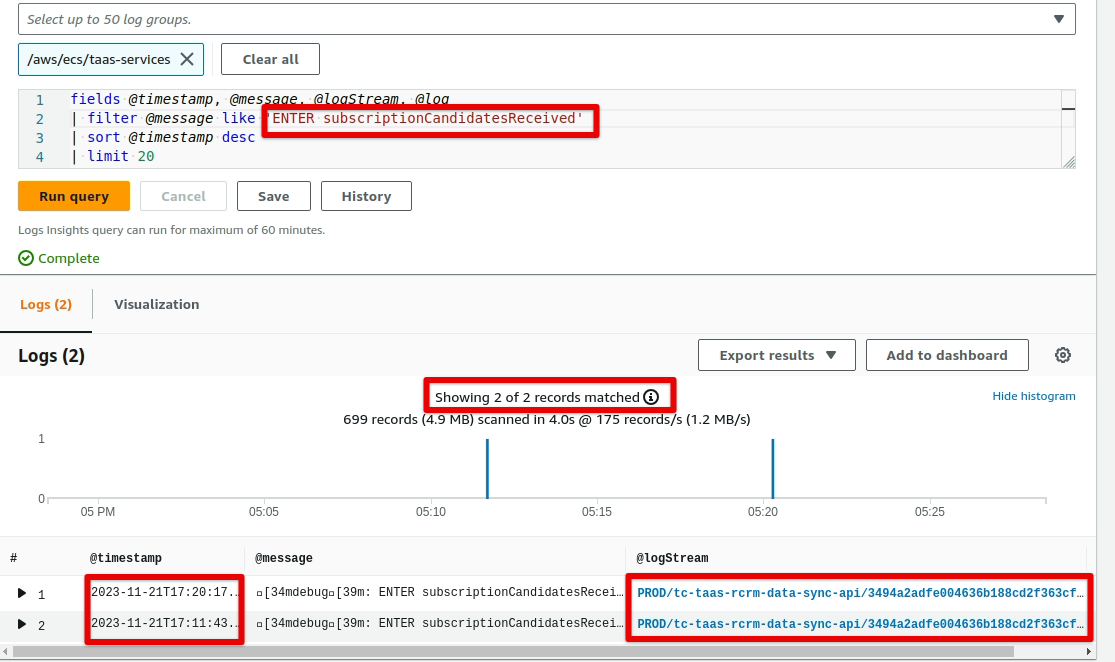 Select up to 50 log groups.
/aws/ecs/taas-services
Clear all
1 fields @timestamp, @message, @logStream, @log
2 | filter @message like 'ENTER subscriptionCandidatesReceived'
3 | sort @timestamp desc
4 | limit 20
Run query Cancel Save History
Logs Insights query can run for maximum of 60 minutes.
Complete
Logs (2) Visualization
Logs (2) Export results Add to dashboard
Showing 2 of 2 records matched
Hide histogram
699 records (4.9 MB) scanned in 4.0s @ 175 records/s (1.2 MB/s)
1
0
05 PM 05:05 05:10 05:15 05:20 05:25
# @timestamp @message @logStream
1 2023-11-21T17:20:17.. [34mdebug[39m: ENTER subscriptionCandidatesRecei… PROD/tc-taas-rcrm-data-sync-api/3494a2adfe004636b188cd2f363cf…
2 2023-11-21T17:11:43.. [34mdebug[39m: ENTER subscriptionCandidatesRecei… PROD/tc-taas-rcrm-data-sync-api/3494a2adfe004636b188cd2f363cf…